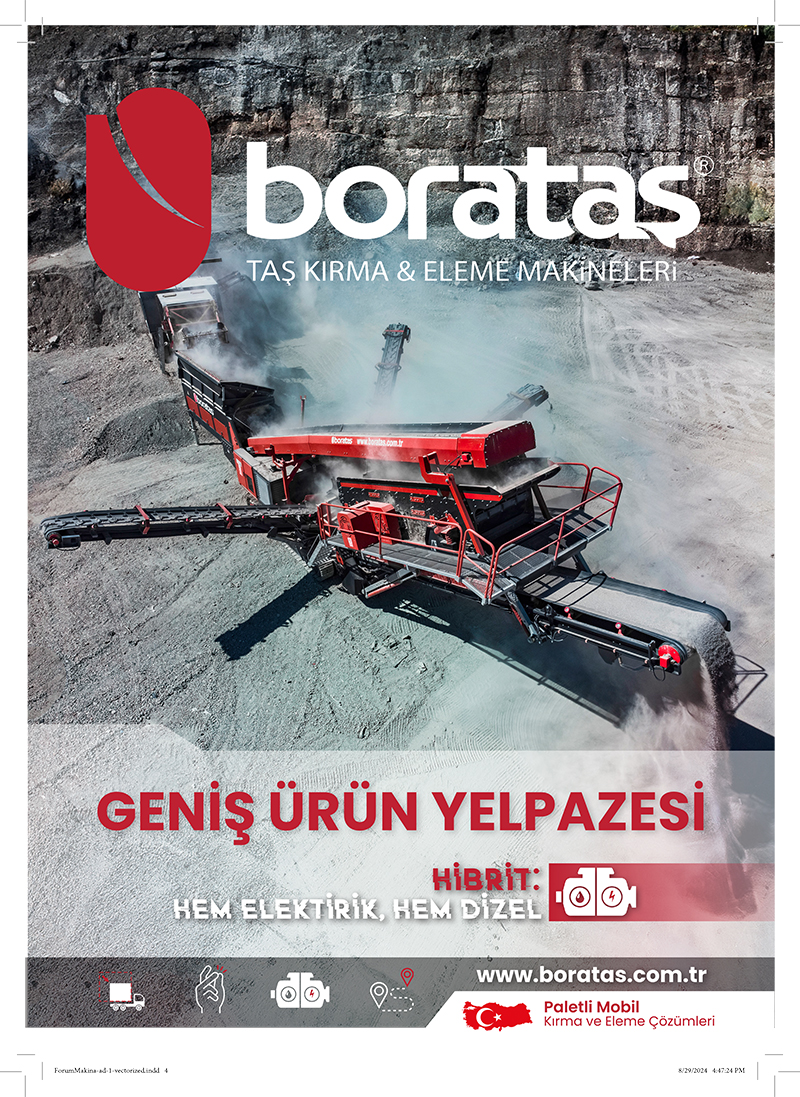 borataş®
TAŞ KIRMA & ELEME MAKİNELERİ
borataş www.boratas.com.tr
GENİŞ ÜRÜN YELPAZESİ
HİBRİT:
HEM ELEKTİRİK, HEM DİZEL
www.boratas.com.tr
Paletli Mobil
Kırma ve Eleme Çözümleri
ForumMakina-ad-1-vectorized.indd 4
8/29/2024 4:47:24 PM